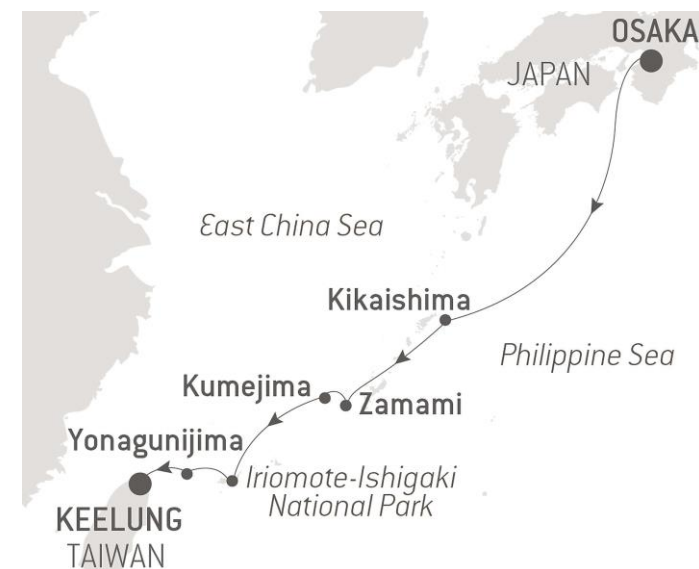 OSAKA
JAPAN
East China Sea
Kikaishima
Philippine Sea
Kumejima
Zamami
Yonagunijima
Iriomote-Ishigaki
National Park
KEELUNG
TAIWAN